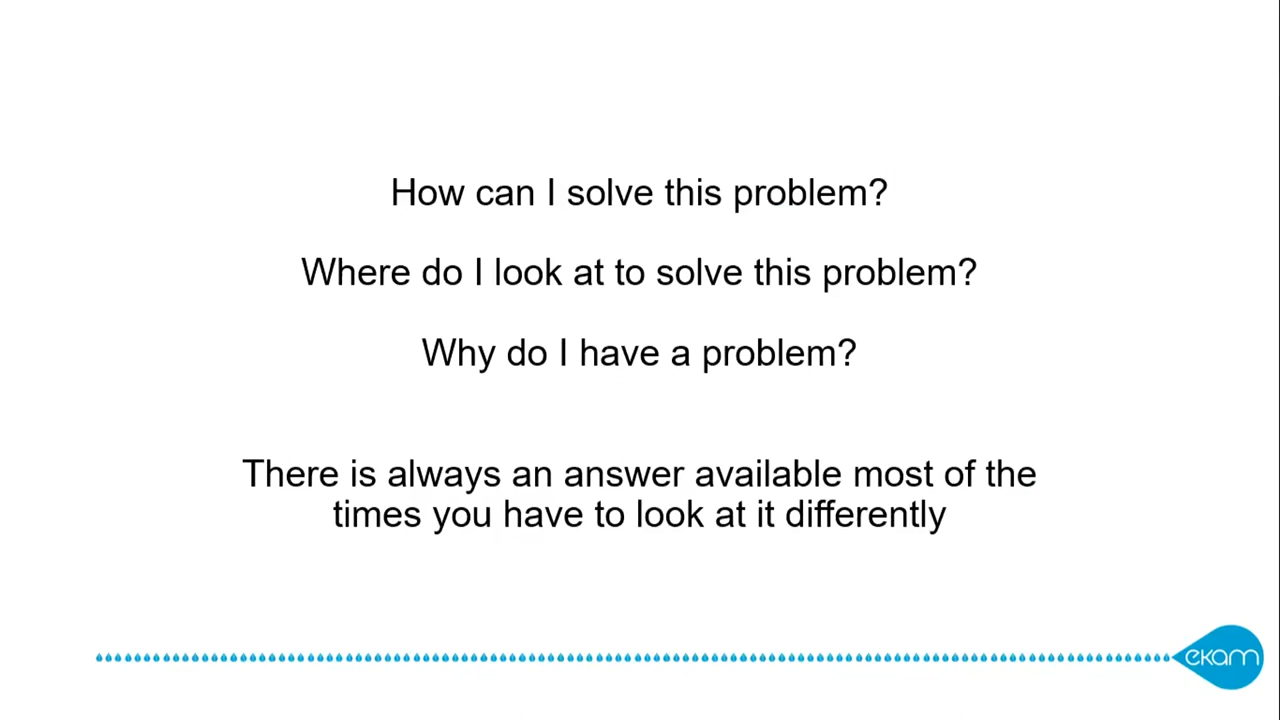 How can I solve this problem?
Where do I look at to solve this problem?
Why do I have a problem?
There is always an answer available most of the
times you have to look at it differently
ekam